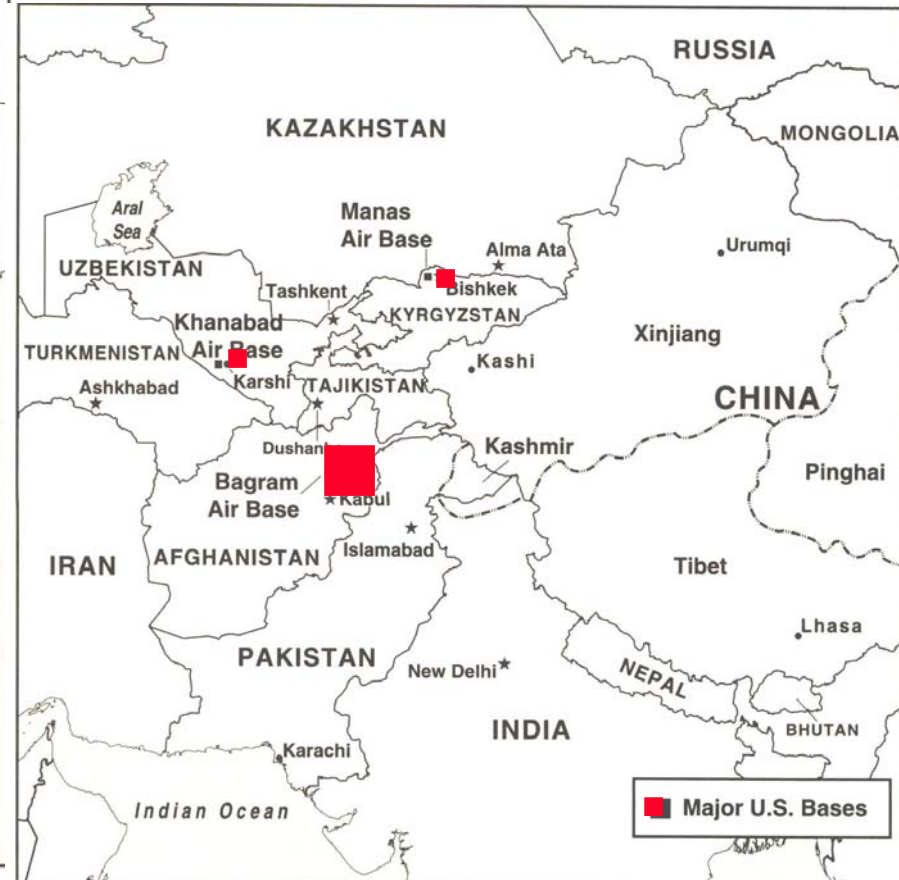 RUSSIA
KAZAKHSTAN
MONGOLIA
Aral
Sea
Manas
Air Base
Alma Ata
Urumqi
UZBEKISTAN
Bishkek
Tashkent
KYRGYZSTAN
Khanabad
Air Base
Xinjiang
TURKMENISTAN
Kashi
Karshi
TAJIKISTAN
Ashkhabad
CHINA
Kashmir
Pinghai
Bagram
Air Base
Kabul
Islamabad
AFGHANISTAN
IRAN
Tibet
Lhasa
PAKISTAN
New Delhi
NEPAL
INDIA
BHUTAN
Karachi
Indian Ocean
Major U.S. Bases